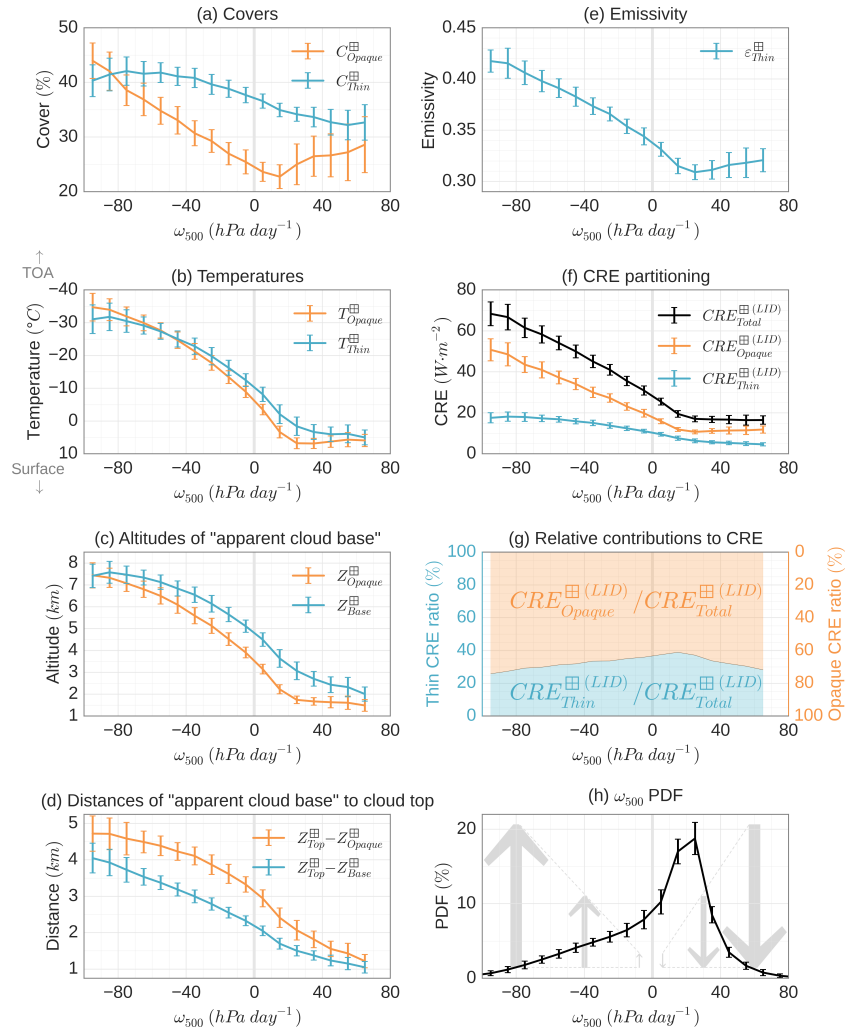 (a) Covers
50
40
30
20
Cover (%)
C⊞Opaque
C⊞Thin
−80 −40 0 40 80
ω500 (hPa day−1)
(e) Emissivity
0.45
0.40
0.35
0.30
Emissivity
ε⊞Thin
−80 −40 0 40 80
ω500 (hPa day−1)
↑
TOA
(b) Temperatures
−40
−30
−20
−10
0
10
Temperature (°C)
T⊞Opaque
T⊞Thin
Surface
↓
−80 −40 0 40 80
ω500 (hPa day−1)
(f) CRE partitioning
80
60
40
20
0
CRE (W·m−2)
CRE⊞(LID)Total
CRE⊞(LID)Opaque
CRE⊞(LID)Thin
−80 −40 0 40 80
ω500 (hPa day−1)
(c) Altitudes of "apparent cloud base"
8
7
6
5
4
3
2
1
Altitude (km)
Z⊞Opaque
Z⊞Base
−80 −40 0 40 80
ω500 (hPa day−1)
(g) Relative contributions to CRE
100
80
60
40
20
0
Thin CRE ratio (%)
CRE⊞(LID)Opaque/CRE⊞(LID)Total
CRE⊞(LID)Thin/CRE⊞(LID)Total
0
20
40
60
80
100
Opaque CRE ratio (%)
−80 −40 0 40 80
ω500 (hPa day−1)
(d) Distances of "apparent cloud base" to cloud top
5
4
3
2
1
Distance (km)
Z⊞Top−Z⊞Opaque
Z⊞Top−Z⊞Base
−80 −40 0 40 80
ω500 (hPa day−1)
(h) ω500 PDF
20
10
0
PDF (%)
−80 −40 0 40 80
ω500 (hPa day−1)